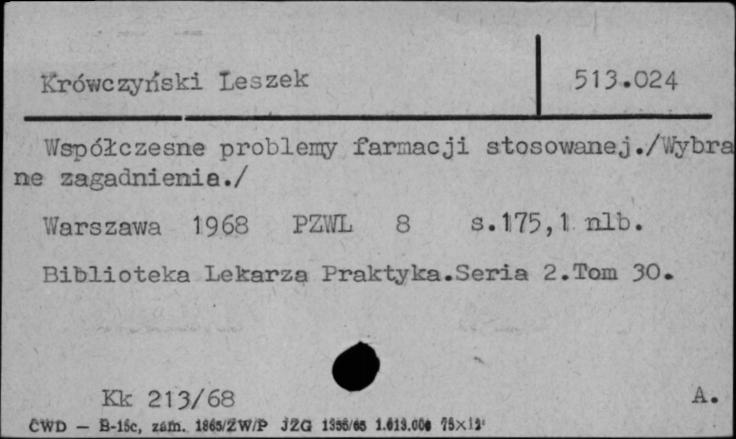 Krówczyński Leszek 513.024
Współczesne problemy farmacji stosowanej./Wybra
ne zagadnienia./
Warszawa 1968 PZWL 8 s.175,1 nlb.
Biblioteka Lekarza Praktyka.Seria 2.Tom 30.
Kk 213/68 A.
CWD — B-15c, zam. 1865/ZW/P JZG 1356/65 1.613.000